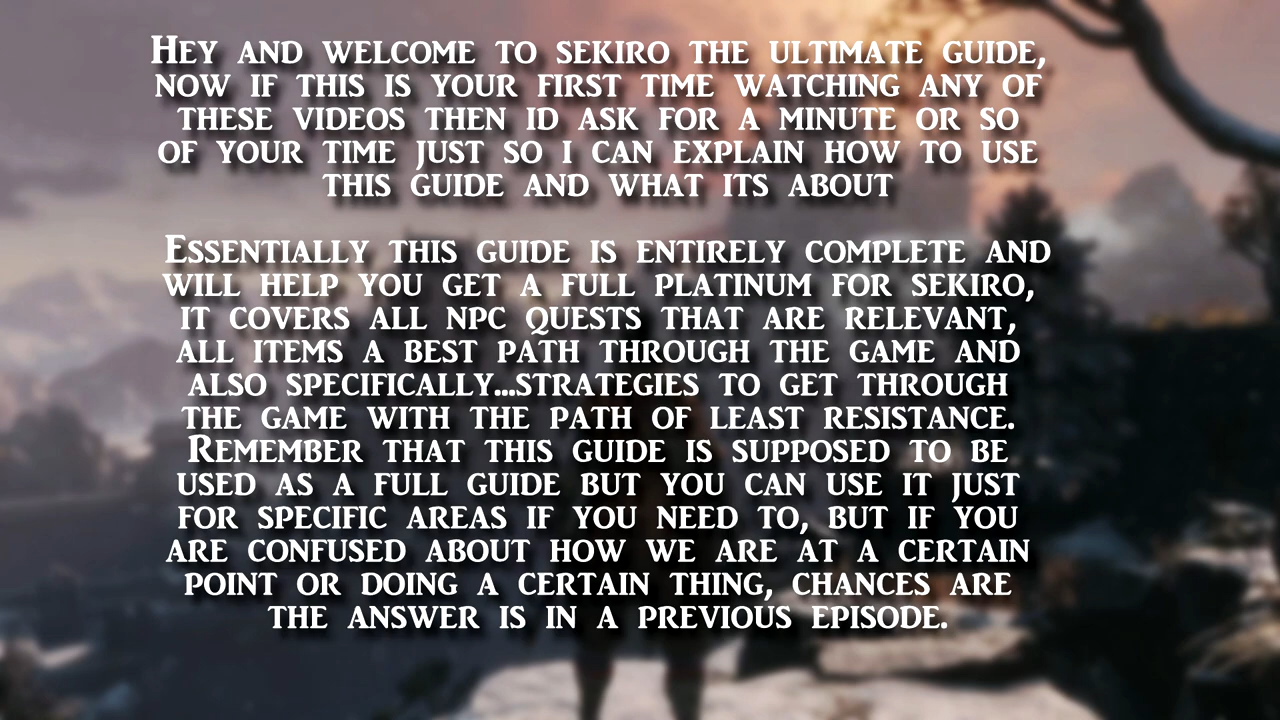 Hey and welcome to sekiro the ultimate guide,
now if this is your first time watching any of
these videos then id ask for a minute or so
of your time just so i can explain how to use
this guide and what its about
Essentially this guide is entirely complete and
will help you get a full platinum for sekiro,
it covers all npc quests that are relevant,
all items a best path through the game and
also specifically...strategies to get through
the game with the path of least resistance.
Remember that this guide is supposed to be
used as a full guide but you can use it just
for specific areas if you need to, but if you
are confused about how we are at a certain
point or doing a certain thing, chances are
the answer is in a previous episode.